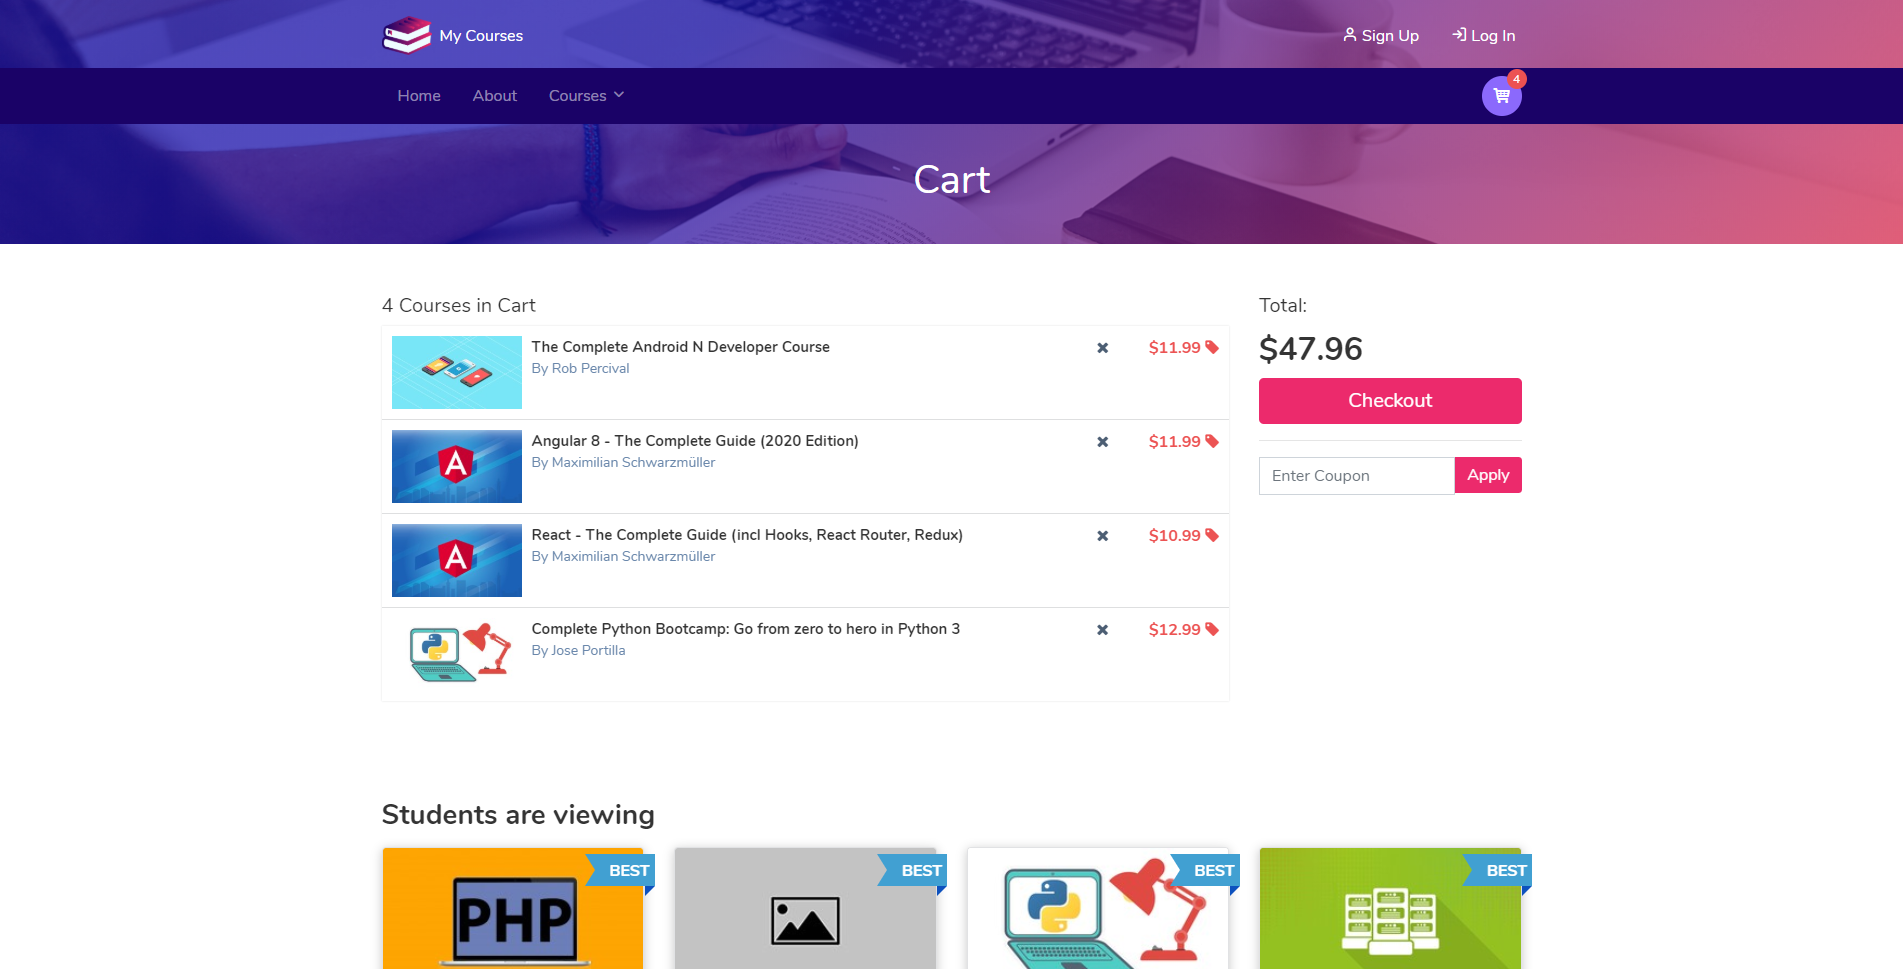 My Courses
Sign Up
Log In
Home
About
Courses
4
Cart
4 Courses in Cart
The Complete Android N Developer Course
By Rob Percival
$11.99
Angular 8 - The Complete Guide (2020 Edition)
By Maximilian Schwarzmüller
$11.99
React - The Complete Guide (incl Hooks, React Router, Redux)
By Maximilian Schwarzmüller
$10.99
Complete Python Bootcamp: Go from zero to hero in Python 3
By Jose Portilla
$12.99
Total:
$47.96
Checkout
Enter Coupon
Apply
Students are viewing
BEST
PHP
BEST
BEST
BEST